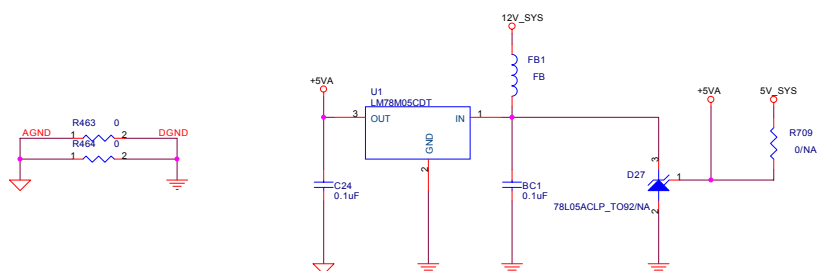 12V_SYS
FB1
FB
+5VA
U1
LM78M05CDT
3
OUT
IN
1
GND
2
+5VA
5V_SYS
R709
0/NA
R463
0
AGND
1
2
DGND
R464
0
1
2
C24
0.1uF
BC1
0.1uF
3
D27
1
78L05ACLP_TO92/NA
2